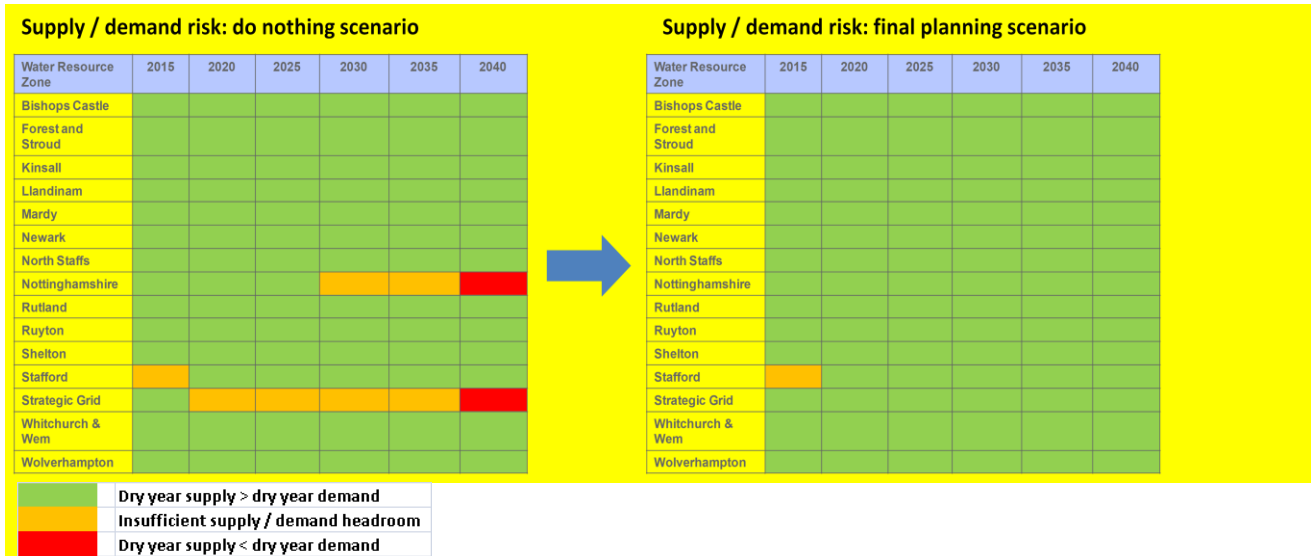 Supply / demand risk: do nothing scenario
Water Resource Zone 2015 2020 2025 2030 2035 2040
Bishops Castle
Forest and
Stroud
Kinsall
Llandinam
Mardy
Newark
North Staffs
Nottinghamshire
Rutland
Ruyton
Shelton
Stafford
Strategic Grid
Whitchurch &
Wem
Wolverhampton
Supply / demand risk: final planning scenario
Water Resource Zone 2015 2020 2025 2030 2035 2040
Bishops Castle
Forest and
Stroud
Kinsall
Llandinam
Mardy
Newark
North Staffs
Nottinghamshire
Rutland
Ruyton
Shelton
Stafford
Strategic Grid
Whitchurch &
Wem
Wolverhampton
Dry year supply > dry year demand
Insufficient supply / demand headroom
Dry year supply < dry year demand